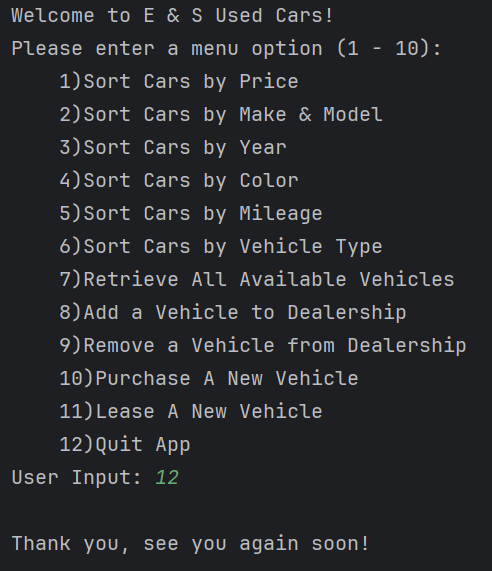 Welcome to E & S Used Cars!
Please enter a menu option (1 - 10):
1)Sort Cars by Price
2)Sort Cars by Make & Model
3)Sort Cars by Year
4)Sort Cars by Color
5)Sort Cars by Mileage
6)Sort Cars by Vehicle Type
7)Retrieve All Available Vehicles
8)Add a Vehicle to Dealership
9)Remove a Vehicle from Dealership
10)Purchase A New Vehicle
11)Lease A New Vehicle
12)Quit App
User Input: 12
Thank you, see you again soon!